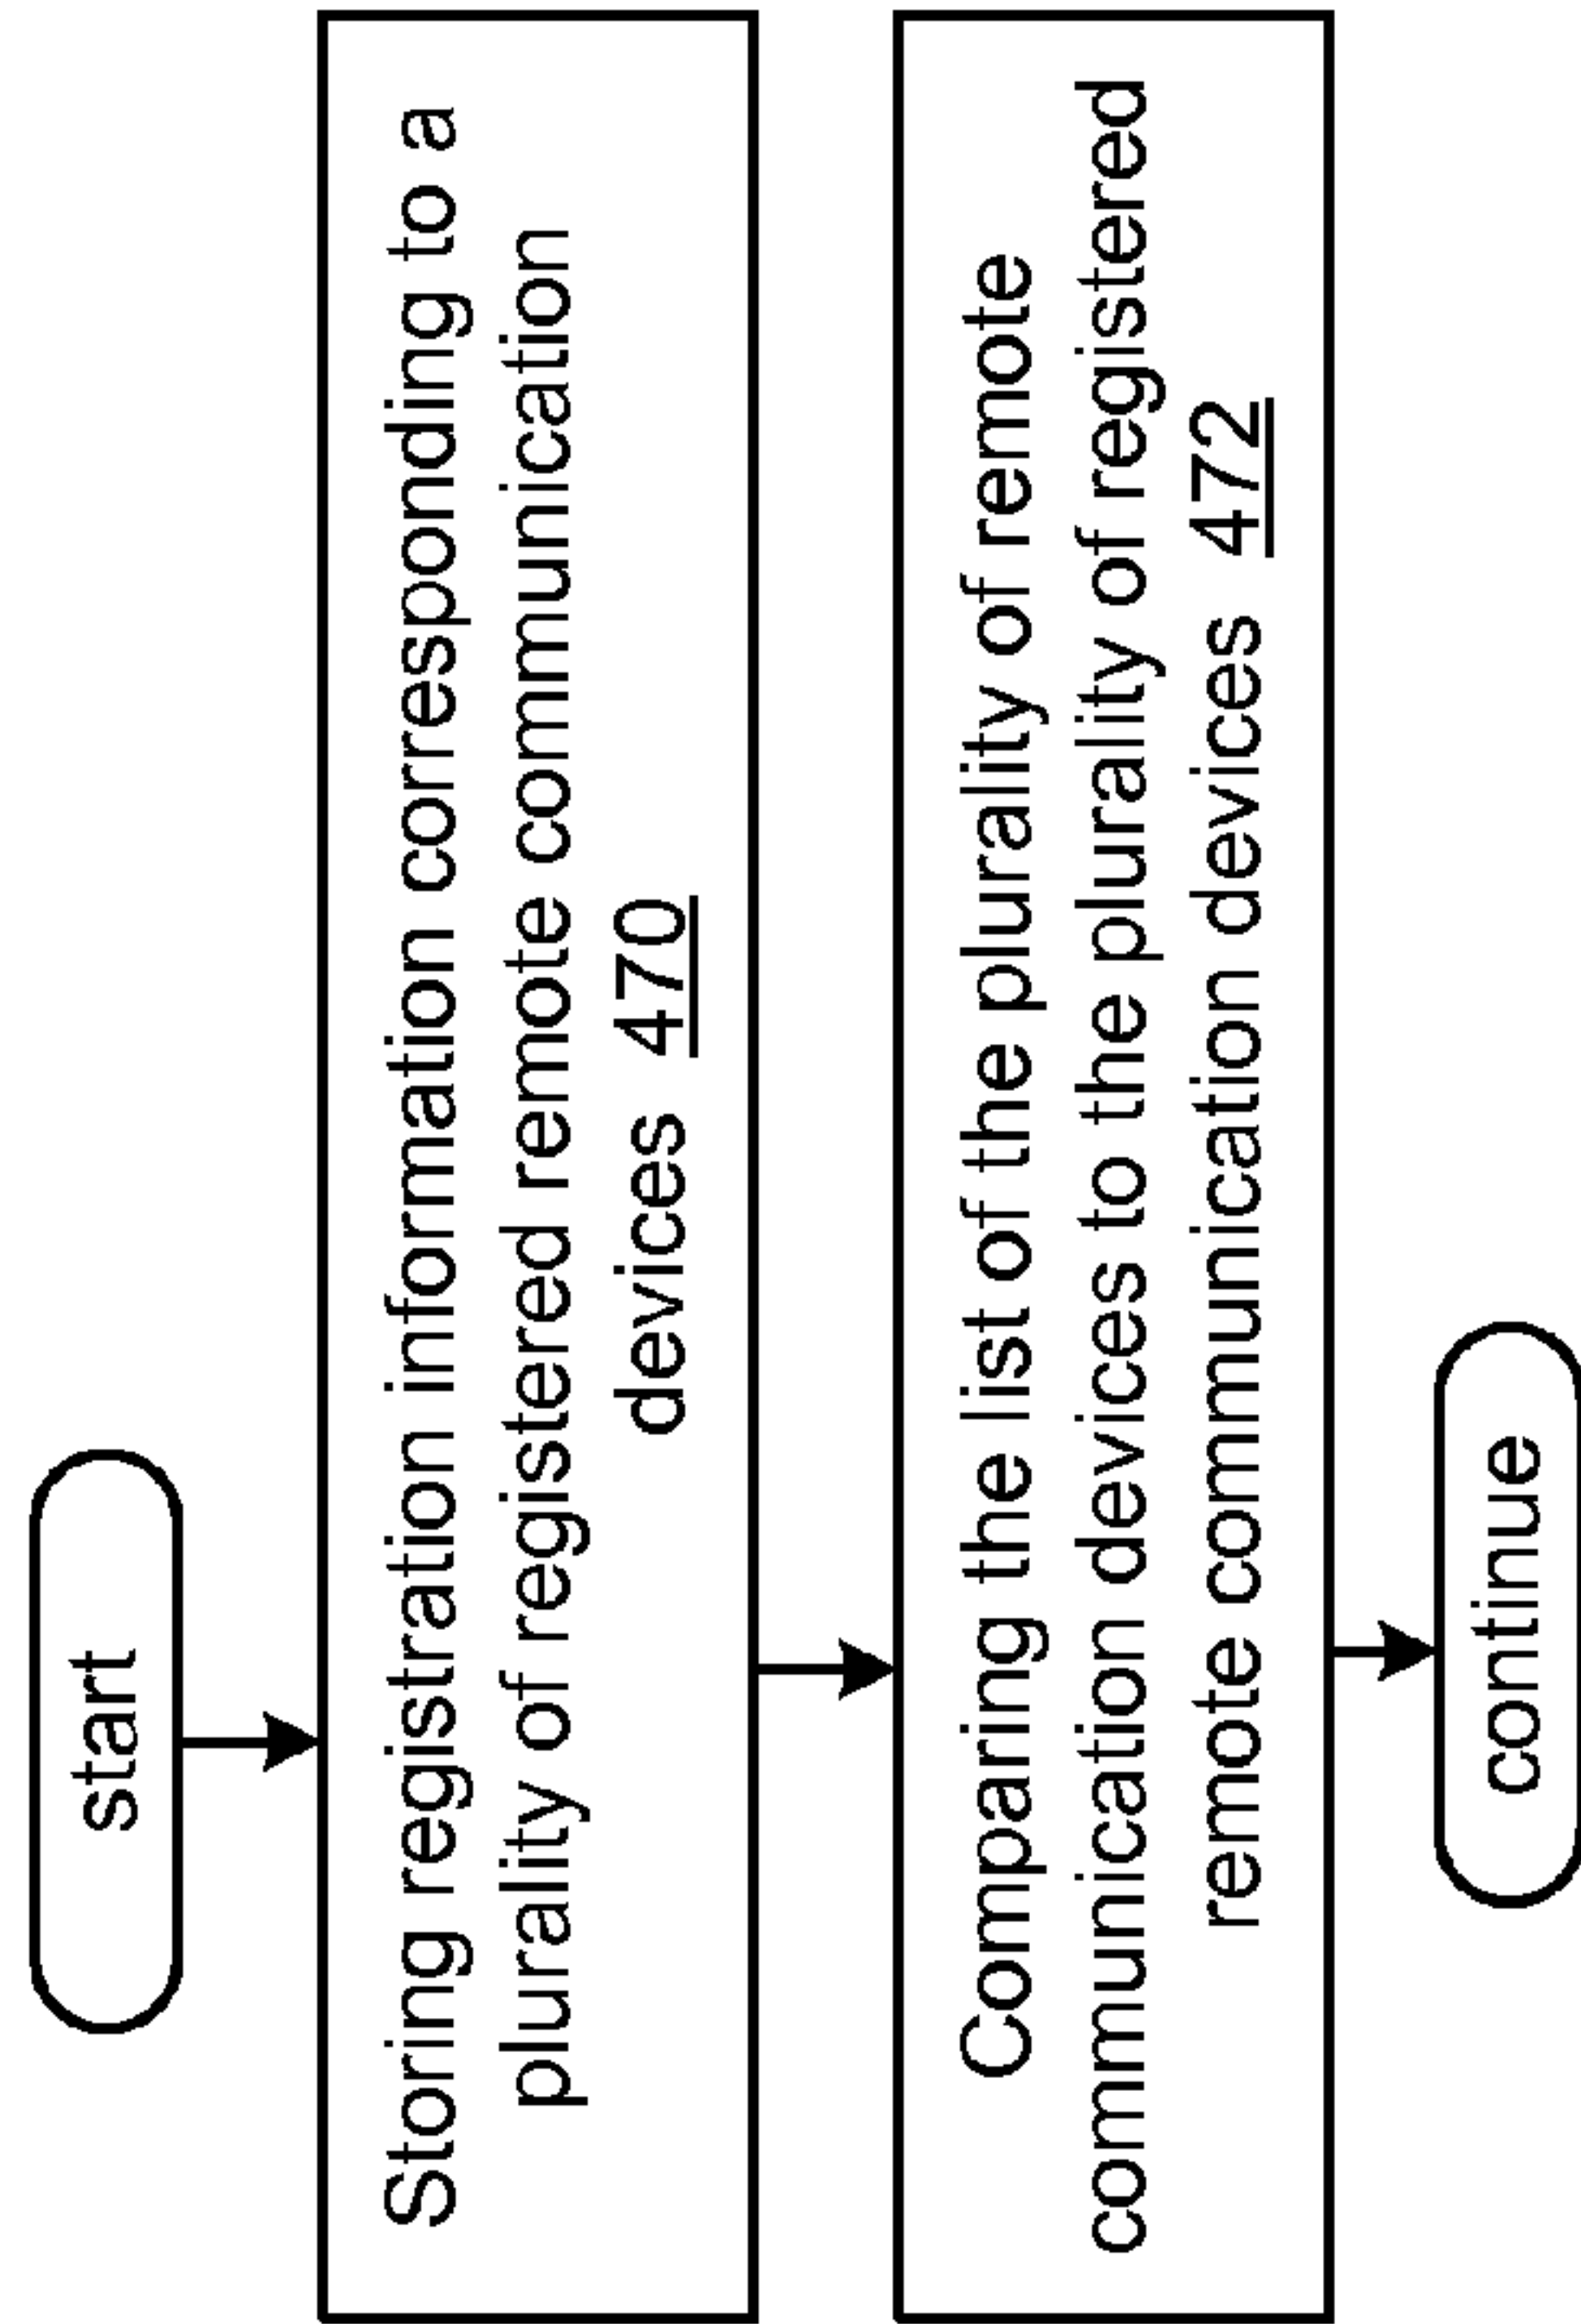 start
Storing registration information corresponding to a
plurality of registered remote communication
devices 470
Comparing the list of the plurality of remote
communication devices to the plurality of registered
remote communication devices 472
continue